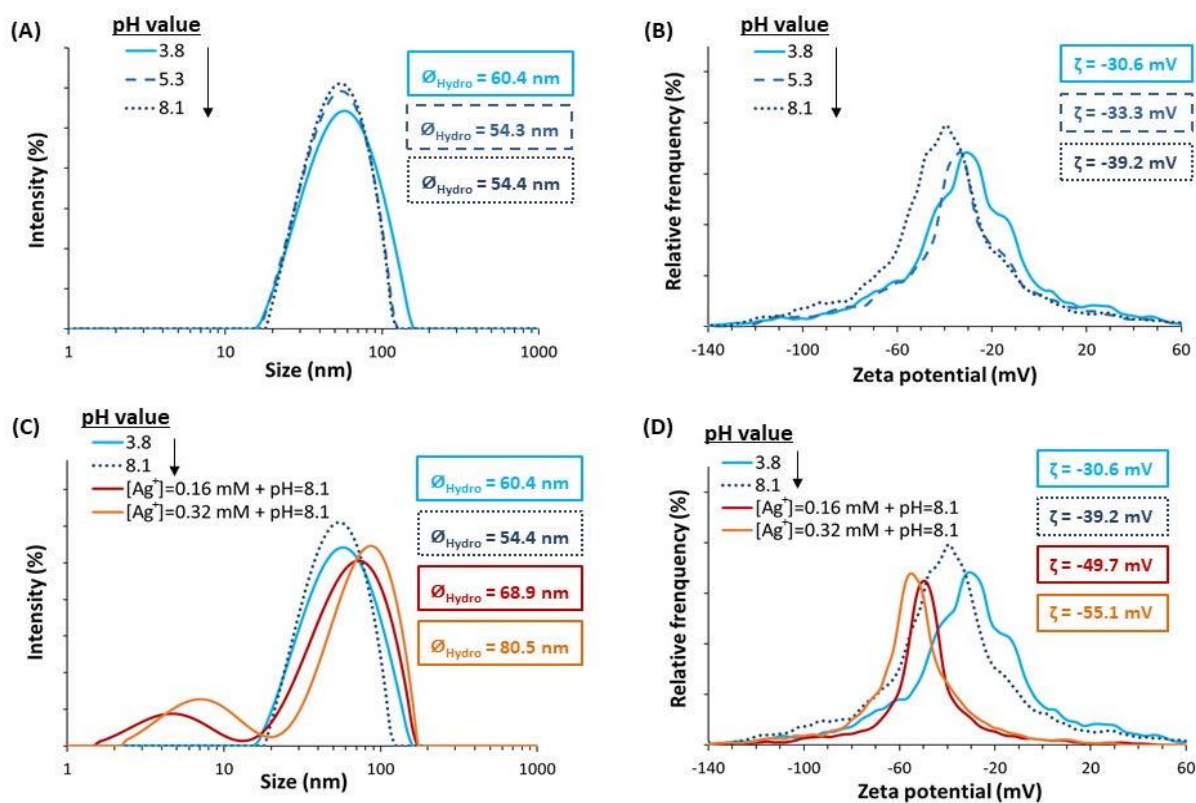 (A)
pH value
3.8
5.3
8.1
ØHydro = 60.4 nm
ØHydro = 54.3 nm
ØHydro = 54.4 nm
Intensity (%)
1 10 100 1000
Size (nm)
(B)
pH value
3.8
5.3
8.1
ζ = -30.6 mV
ζ = -33.3 mV
ζ = -39.2 mV
Relative frenquency (%)
-140 -100 -60 -20 20 60
Zeta potential (mV)
(C)
pH value
3.8
8.1
[Ag+]=0.16 mM + pH=8.1
[Ag+]=0.32 mM + pH=8.1
ØHydro = 60.4 nm
ØHydro = 54.4 nm
ØHydro = 68.9 nm
ØHydro = 80.5 nm
Intensity (%)
1 10 100 1000
Size (nm)
(D)
pH value
3.8
8.1
[Ag+]=0.16 mM + pH=8.1
[Ag+]=0.32 mM + pH=8.1
ζ = -30.6 mV
ζ = -39.2 mV
ζ = -49.7 mV
ζ = -55.1 mV
Relative frenquency (%)
-140 -100 -60 -20 20 60
Zeta potential (mV)